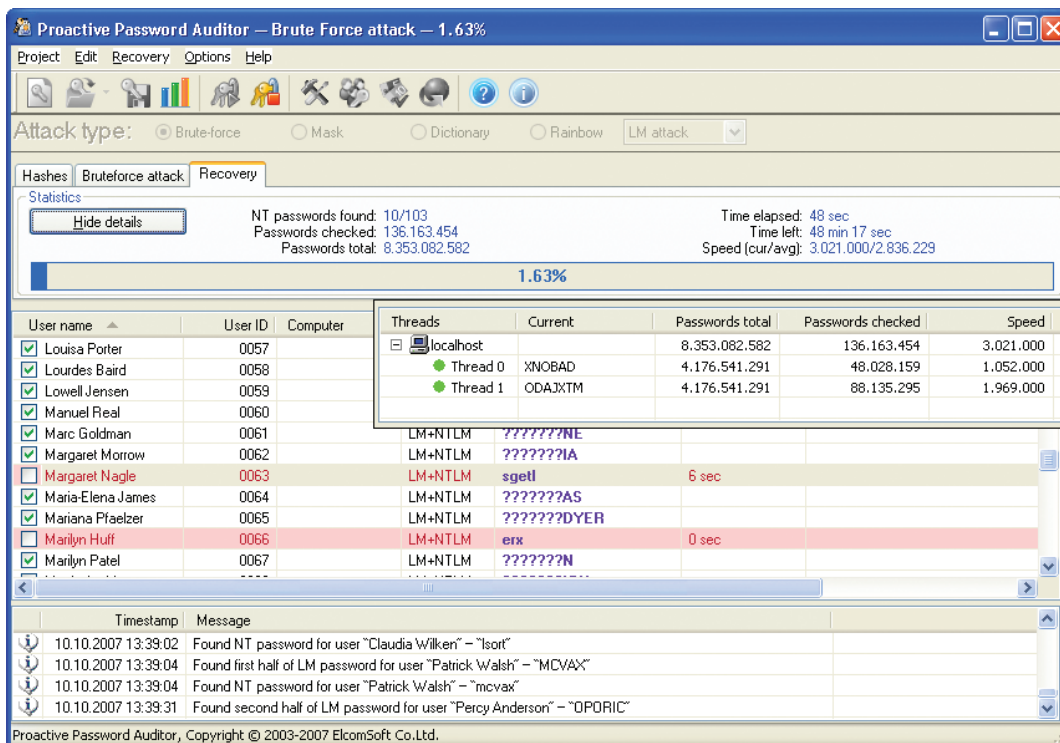 Proactive Password Auditor — Brute Force attack — 1.63%
Project Edit Recovery Options Help
Attack type: Brute-force Mask Dictionary Rainbow LM attack
Hashes Bruteforce attack Recovery
Statistics
Hide details
NT passwords found: 10/103
Passwords checked: 136.163.454
Passwords total: 8.353.082.582
Time elapsed: 48 sec
Time left: 48 min 17 sec
Speed (cur/avg): 3.021.000/2.836.229
1.63%
Threads Current Passwords total Passwords checked Speed
localhost 8.353.082.582 136.163.454 3.021.000
Thread 0 XNOBAD 4.176.541.291 48.028.159 1.052.000
Thread 1 ODAJXTM 4.176.541.291 88.135.295 1.969.000
User name User ID Computer
Louisa Porter 0057
Lourdes Baird 0058
Lowell Jensen 0059
Manuel Real 0060
Marc Goldman 0061 LM+NTLM ???????NE
Margaret Morrow 0062 LM+NTLM ???????IA
Margaret Nagle 0063 LM+NTLM sgetl 6 sec
Maria-Elena James 0064 LM+NTLM ???????AS
Mariana Pfaelzer 0065 LM+NTLM ???????DYER
Marilyn Huff 0066 LM+NTLM erx 0 sec
Marilyn Patel 0067 LM+NTLM ???????N
Timestamp Message
10.10.2007 13:39:02 Found NT password for user "Claudia Wilken" – "lsort"
10.10.2007 13:39:04 Found first half of LM password for user "Patrick Walsh" – "MCVAX"
10.10.2007 13:39:04 Found NT password for user "Patrick Walsh" – "mcvax"
10.10.2007 13:39:31 Found second half of LM password for user "Percy Anderson" – "OPORIC"
Proactive Password Auditor, Copyright © 2003-2007 ElcomSoft Co.Ltd.